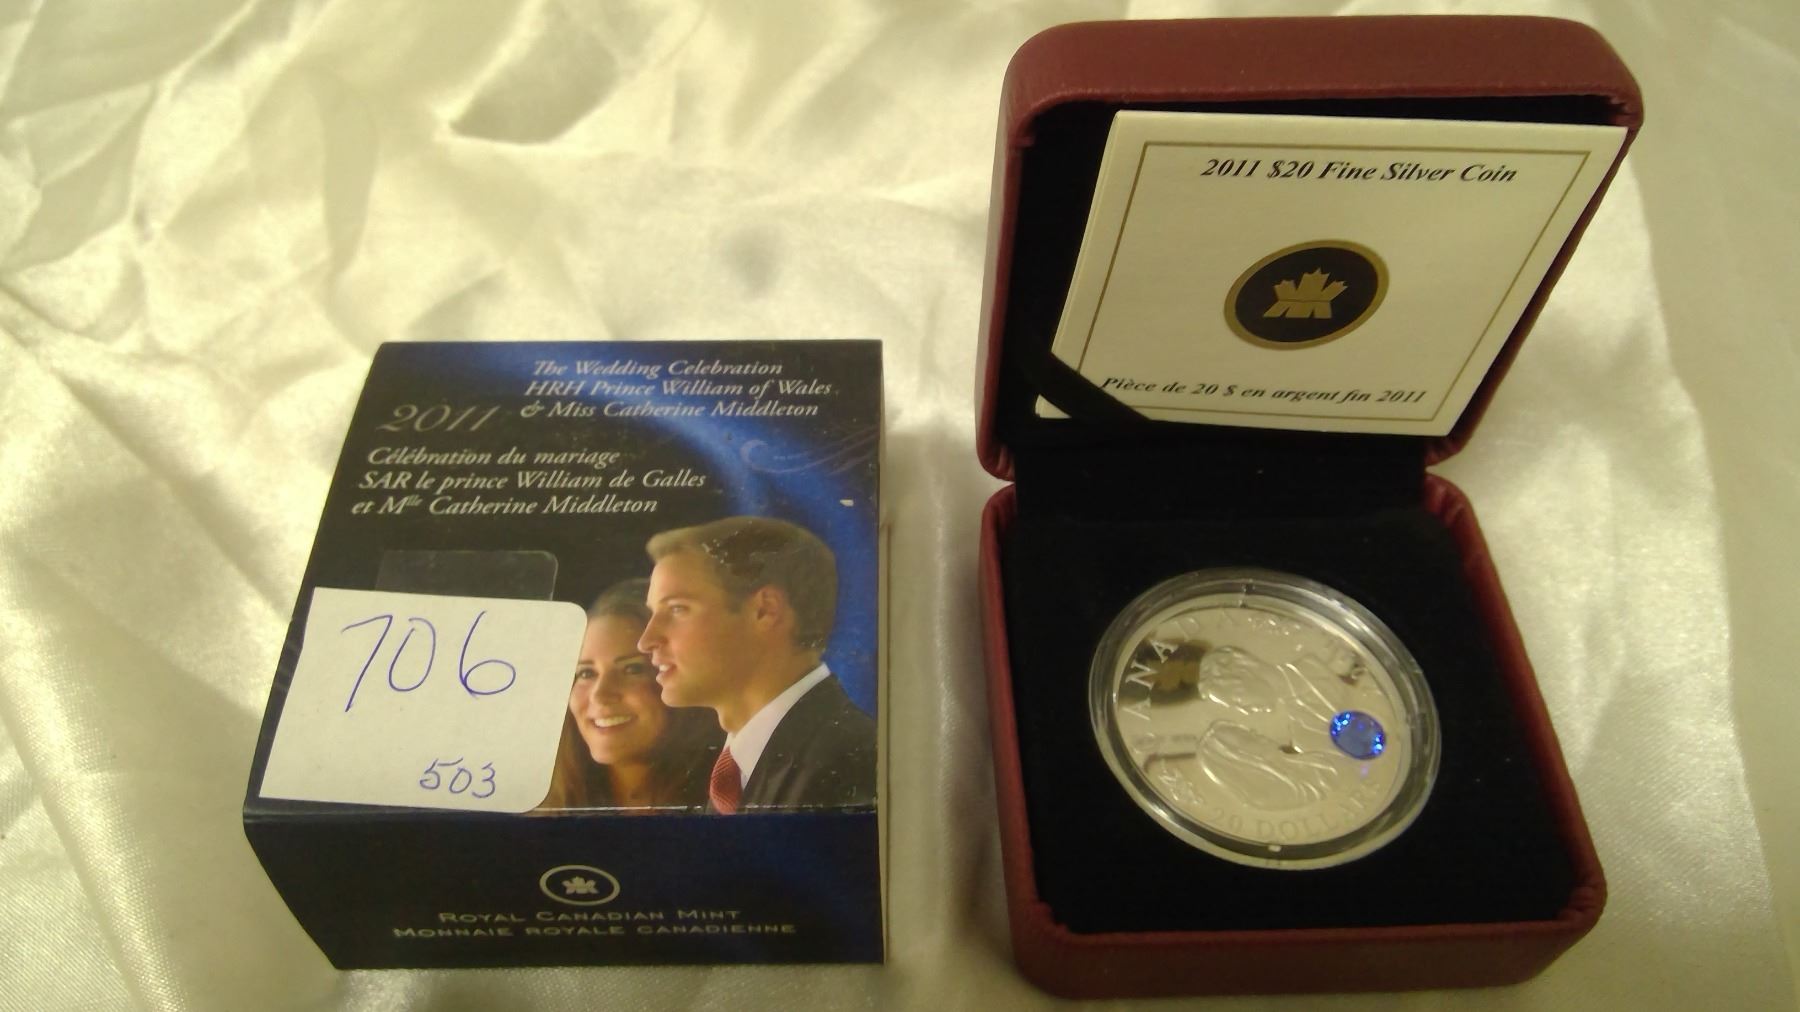 The Wedding Celebration
HRH Prince William of Wales
& Miss Catherine Middleton
2011
Célébration du mariage
SAR le prince William de Galles
et Mlle Catherine Middleton
706
503
ROYAL CANADIAN MINT
MONNAIE ROYALE CANADIENNE
2011 $20 Fine Silver Coin
Pièce de 20 $ en argent fin 2011
CANADA
20 DOLLARS